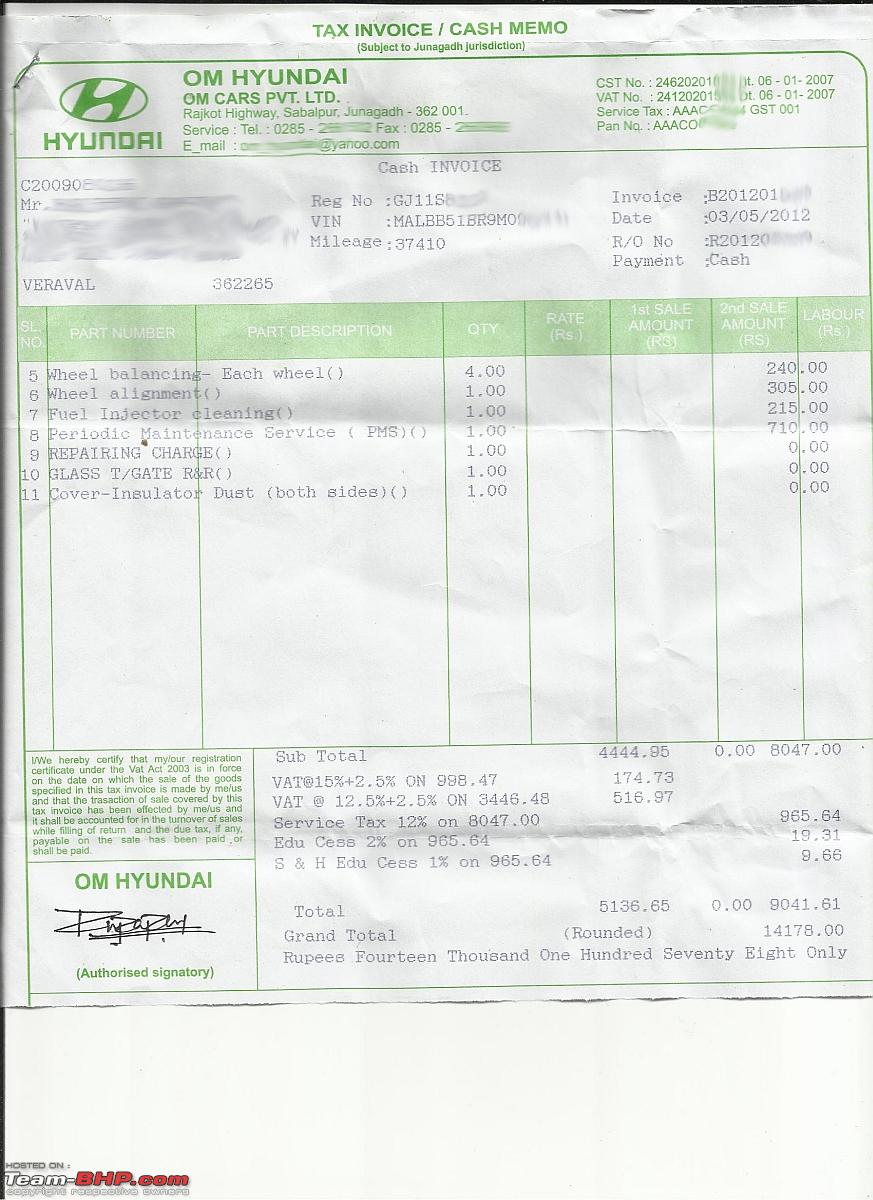 TAX INVOICE / CASH MEMO
(Subject to Junagadh jurisdiction)
HYUNDAI
OM HYUNDAI
OM CARS PVT. LTD.
Rajkot Highway, Sabalpur, Junagadh - 362 001.
Service : Tel. : 0285 - 2 Fax : 0285 - 2
E_mail : @yahoo.com
CST No. : 2462020 Dt. 06 - 01- 2007
VAT No. : 2412020 Dt. 06 - 01- 2007
Service Tax : AAAC GST 001
Pan No. : AAACO
Cash INVOICE
C200908
Mr.
VERAVAL 362265
Reg No :GJ11S
VIN :MALBB51BR9M0
Mileage :37410
Invoice :B201201
Date :03/05/2012
R/O No :R20120
Payment :Cash
SL. NO. PART NUMBER PART DESCRIPTION QTY RATE (Rs.) 1st SALE AMOUNT (RS) 2nd SALE AMOUNT (RS) LABOUR (Rs.)
5 Wheel balancing- Each wheel() 4.00 240.00
6 Wheel alignment() 1.00 305.00
7 Fuel Injector cleaning() 1.00 215.00
8 Periodic Maintenance Service ( PMS)() 1.00 710.00
9 REPAIRING CHARGE() 1.00 0.00
10 GLASS T/GATE R&R() 1.00 0.00
11 Cover-Insulator Dust (both sides)() 1.00 0.00
I/We hereby certify that my/our registration
certificate under the Vat Act 2003 is in force
on the date on which the sale of the goods
specified in this tax invoice is made by me/us
and that the trasaction of sale covered by this
tax invoice has been effected by me/us and
it shall be accounted for in the turnover of sales
while filling of return and the due tax, if any,
payable on the sale has been paid or
shall be paid.
Sub Total 4444.95 0.00 8047.00
VAT@15%+2.5% ON 998.47 174.73
VAT @ 12.5%+2.5% ON 3446.48 516.97
Service Tax 12% on 8047.00 965.64
Edu Cess 2% on 965.64 19.31
S & H Edu Cess 1% on 965.64 9.66
Total 5136.65 0.00 9041.61
Grand Total (Rounded) 14178.00
Rupees Fourteen Thousand One Hundred Seventy Eight Only
OM HYUNDAI
(Authorised signatory)
HOSTED ON :
Team-BHP.com
copyright respective owners